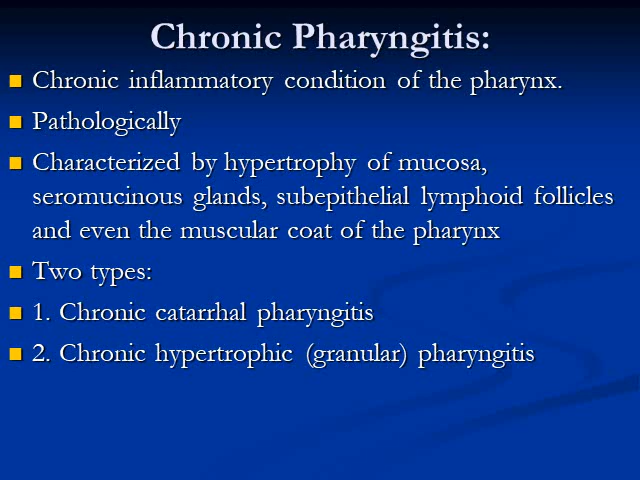 Chronic Pharyngitis:
Chronic inflammatory condition of the pharynx.
Pathologically
Characterized by hypertrophy of mucosa,
seromucinous glands, subepithelial lymphoid follicles
and even the muscular coat of the pharynx
Two types:
1. Chronic catarrhal pharyngitis
2. Chronic hypertrophic (granular) pharyngitis